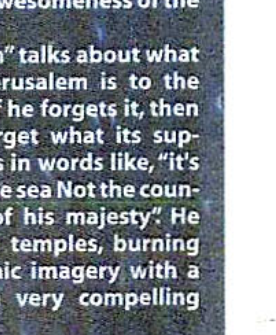 wesomeness of the
" talks about what
erusalem is to the
f he forgets it, then
rget what its sup-
s in words like, "it's
e sea Not the coun-
of his majesty". He
temples, burning
nic imagery with a
very compelling